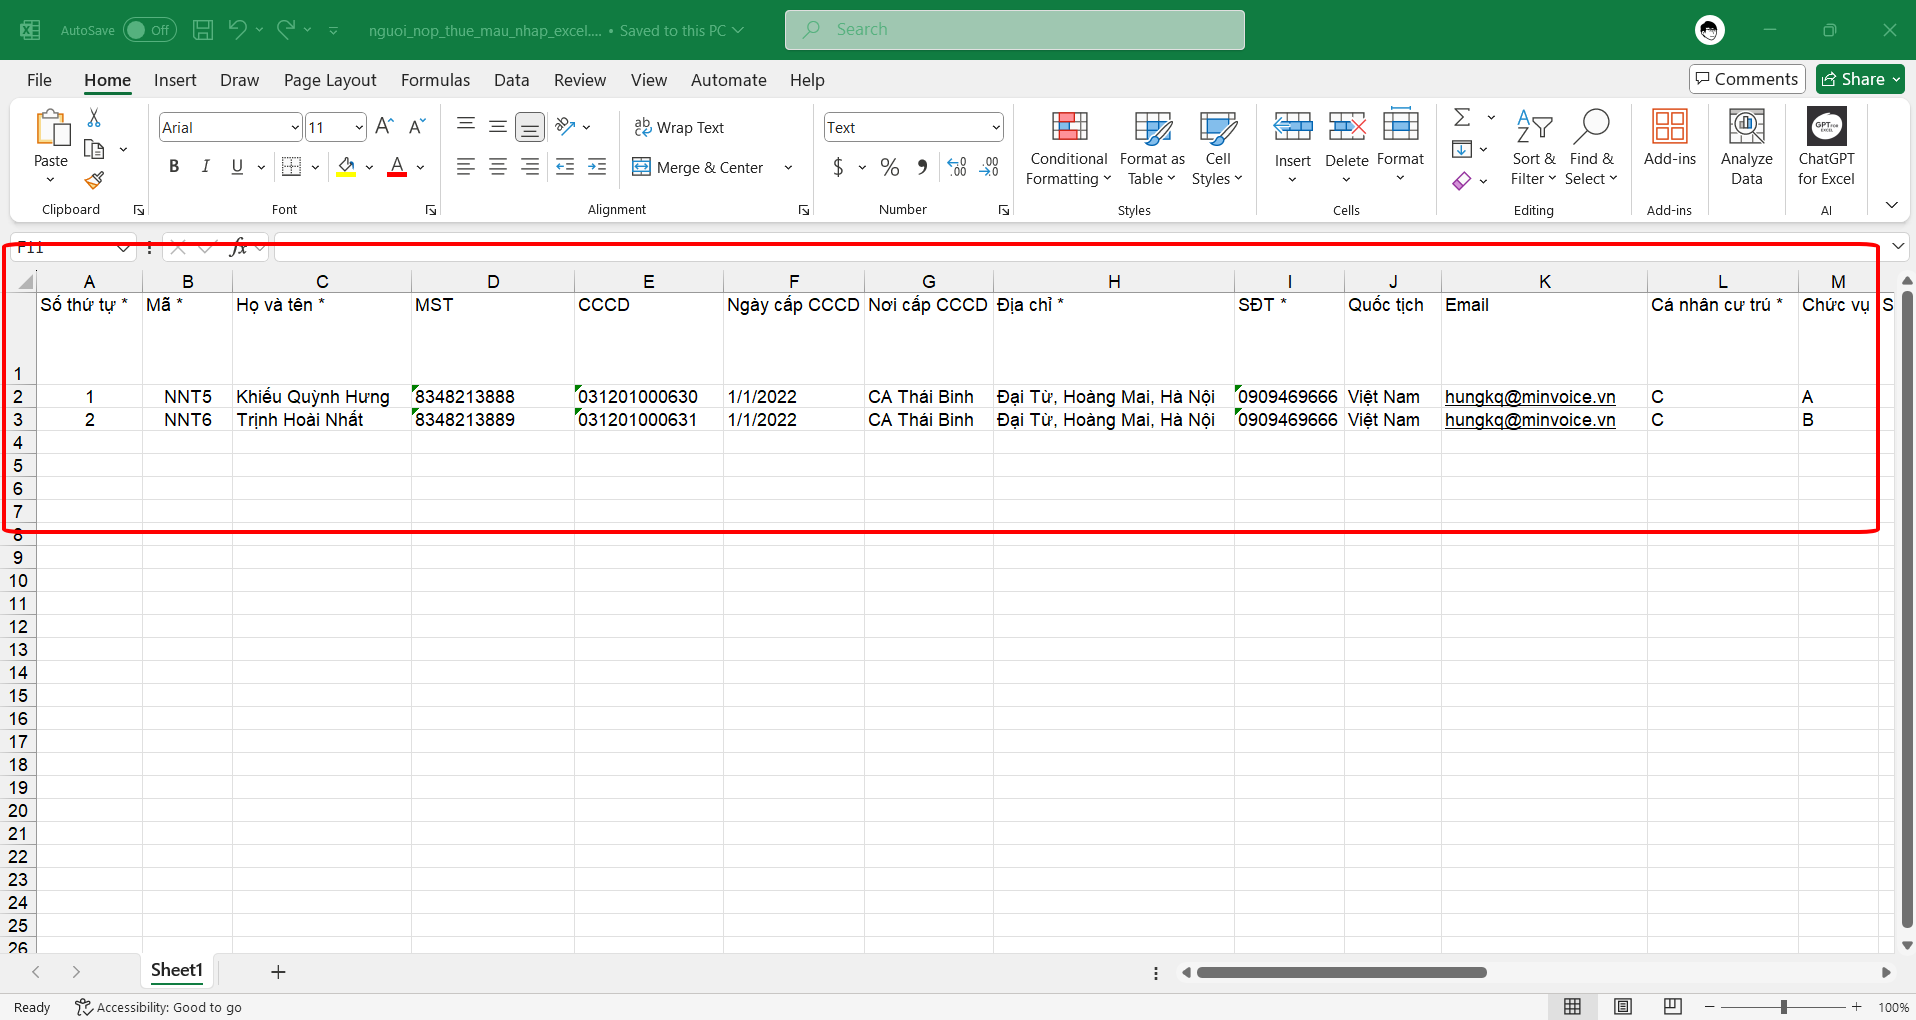 AutoSave Off nguoi_nop_thue_mau_nhap_excel.... • Saved to this PC Search
File Home Insert Draw Page Layout Formulas Data Review View Automate Help Comments Share
Arial 11 Wrap Text Text
Paste B I U Merge & Center $ % Conditional Formatting Format as Table Cell Styles Insert Delete Format Sort & Filter Find & Select Add-ins Analyze Data ChatGPT for Excel
Clipboard Font Alignment Number Styles Cells Editing Add-ins AI
F11 fx
A B C D E F G H I J K L M
1 Số thứ tự * Mã * Họ và tên * MST CCCD Ngày cấp CCCD Nơi cấp CCCD Địa chỉ * SĐT * Quốc tịch Email Cá nhân cư trú * Chức vụ S
2 1 NNT5 Khiếu Quỳnh Hưng 8348213888 031201000630 1/1/2022 CA Thái Bình Đại Từ, Hoàng Mai, Hà Nội 0909469666 Việt Nam hungkq@minvoice.vn C A
3 2 NNT6 Trịnh Hoài Nhất 8348213889 031201000631 1/1/2022 CA Thái Bình Đại Từ, Hoàng Mai, Hà Nội 0909469666 Việt Nam hungkq@minvoice.vn C B
4
5
6
7
8
9
10
11
12
13
14
15
16
17
18
19
20
21
22
23
24
25
26
Sheet1
Ready Accessibility: Good to go 100%